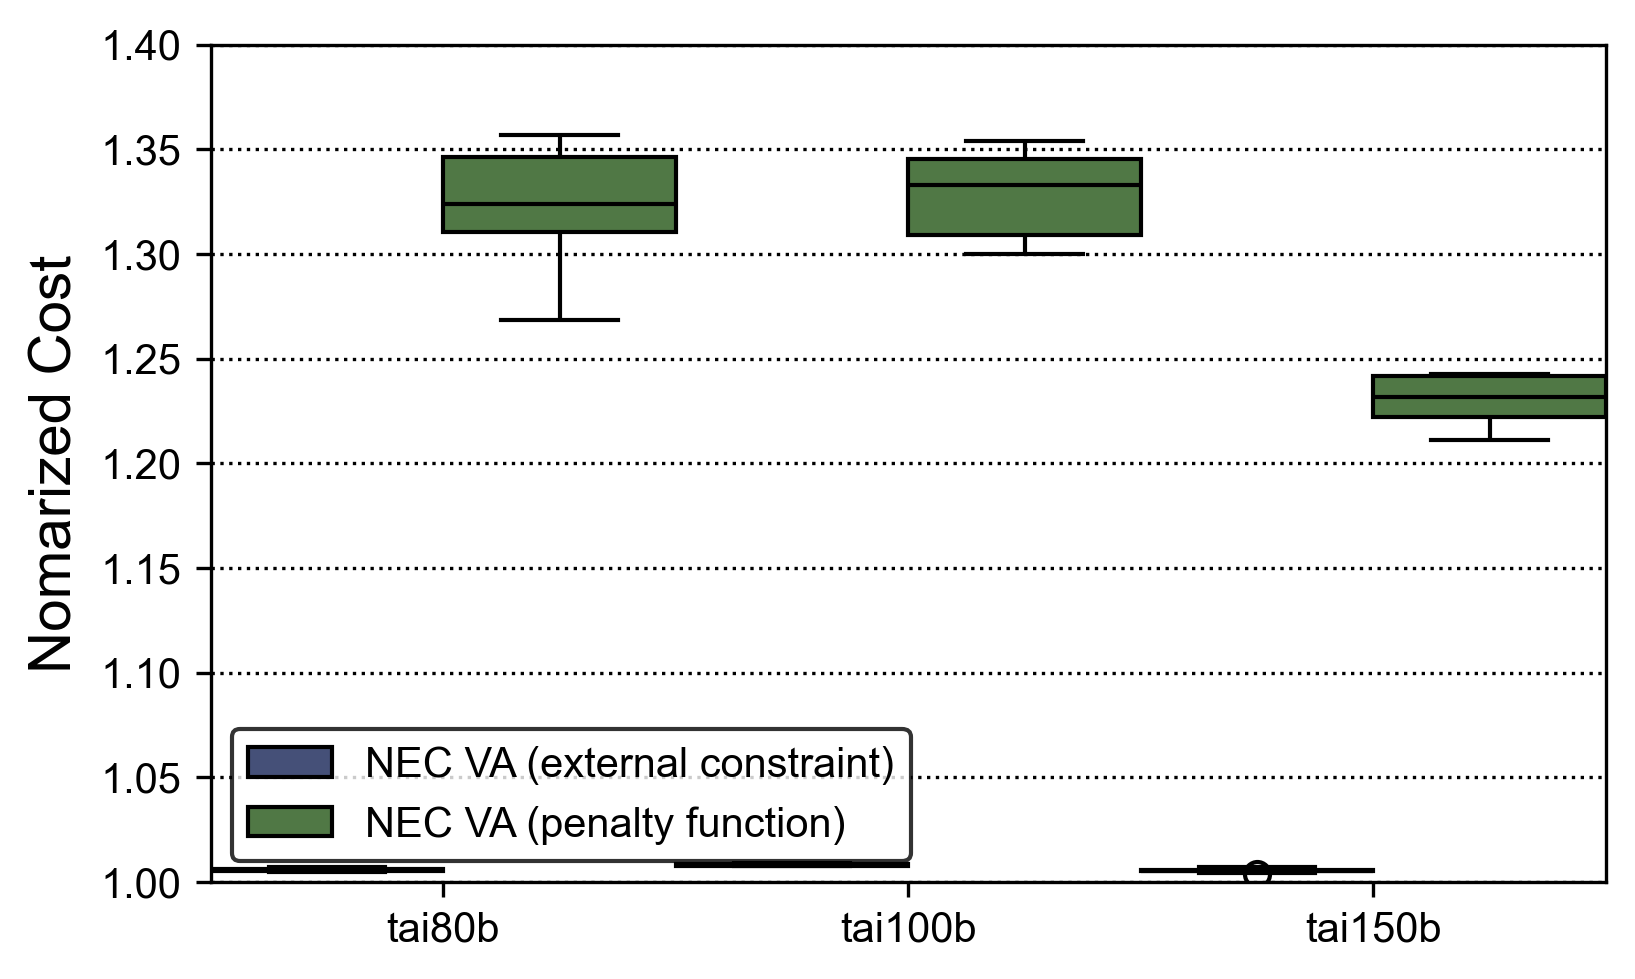 Nomarized Cost
1.40
1.35
1.30
1.25
1.20
1.15
1.10
1.05
1.00
NEC VA (external constraint)
NEC VA (penalty function)
tai80b
tai100b
tai150b